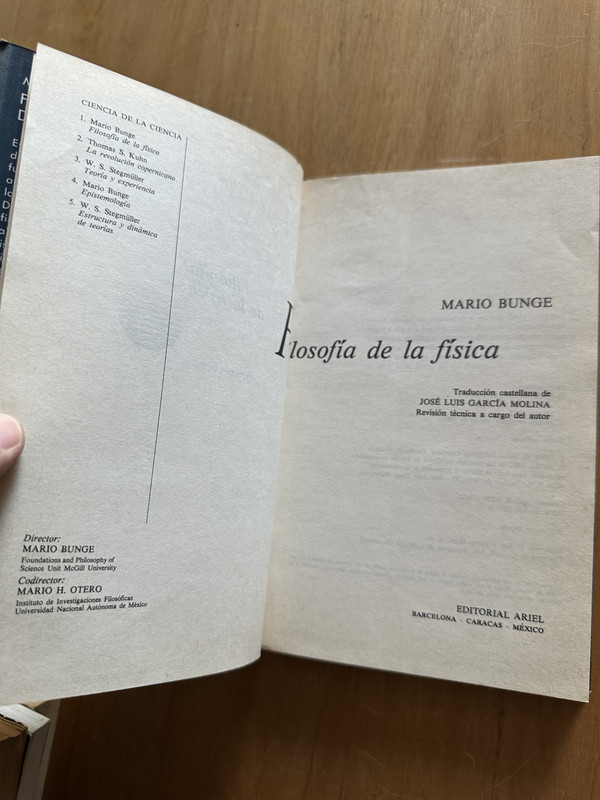 CIENCIA DE LA CIENCIA
1. Mario Bunge
Filosofía de la física
2. Thomas S. Kuhn
La revolución copernicana
3. W. S. Stegmüller
Teoría y experiencia
4. Mario Bunge
Epistemología
5. W. S. Stegmüller
Estructura y dinámica
de teorías
Director:
MARIO BUNGE
Foundations and Philosophy of
Science Unit McGill University
Codirector:
MARIO H. OTERO
Instituto de Investigaciones Filosóficas
Universidad Nacional Autónoma de México
MARIO BUNGE
Filosofía de la física
Traducción castellana de
JOSÉ LUIS GARCÍA MOLINA
Revisión técnica a cargo del autor
EDITORIAL ARIEL
BARCELONA - CARACAS - MÉXICO